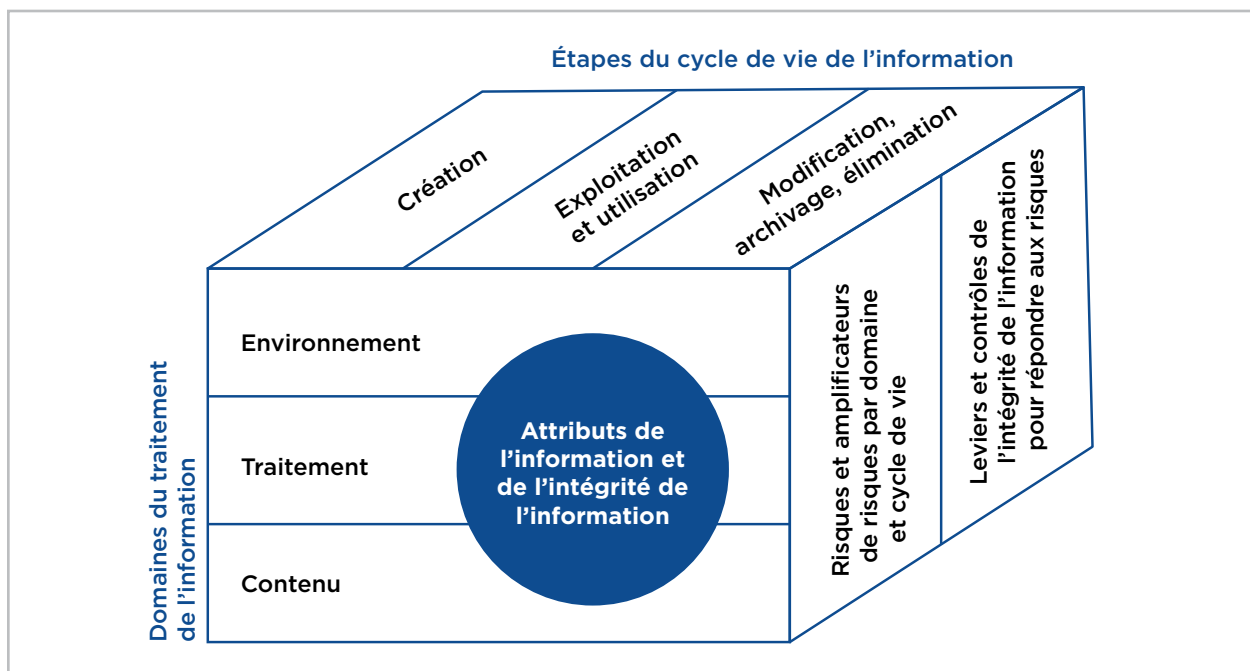 Étapes du cycle de vie de l’information
Création
Exploitation
et utilisation
Modification,
archivage, élimination
Domaines du traitement
de l’information
Environnement
Traitement
Contenu
Attributs de
l’information et
de l’intégrité de
l’information
Risques et amplificateurs
de risques par domaine
et cycle de vie
Leviers et contrôles de
l’intégrité de l’information
pour répondre aux risques